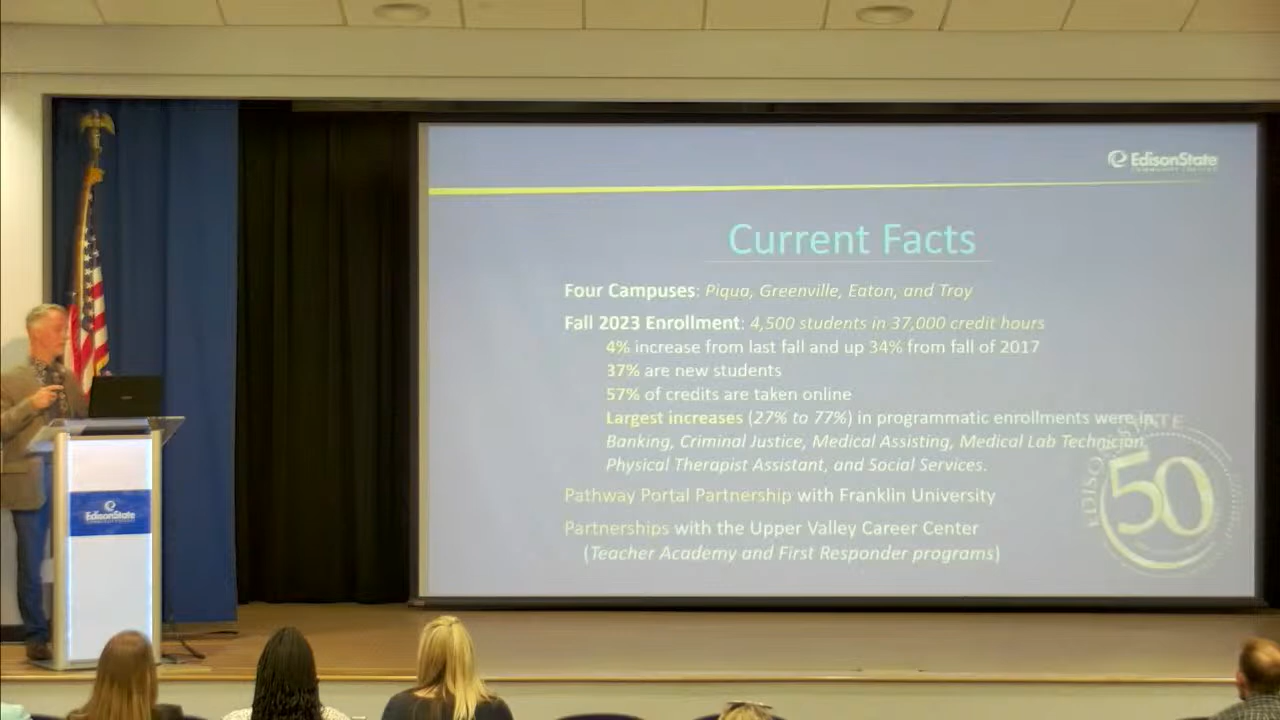 EdisonState
COMMUNITY COLLEGE
Current Facts
Four Campuses: Piqua, Greenville, Eaton, and Troy
Fall 2023 Enrollment: 4,500 students in 37,000 credit hours
4% increase from last fall and up 34% from fall of 2017
37% are new students
57% of credits are taken online
Largest increases (27% to 77%) in programmatic enrollments were in:
Banking, Criminal Justice, Medical Assisting, Medical Lab Technician,
Physical Therapist Assistant, and Social Services.
Pathway Portal Partnership with Franklin University
Partnerships with the Upper Valley Career Center
(Teacher Academy and First Responder programs)
EDISON STATE
50
EdisonState